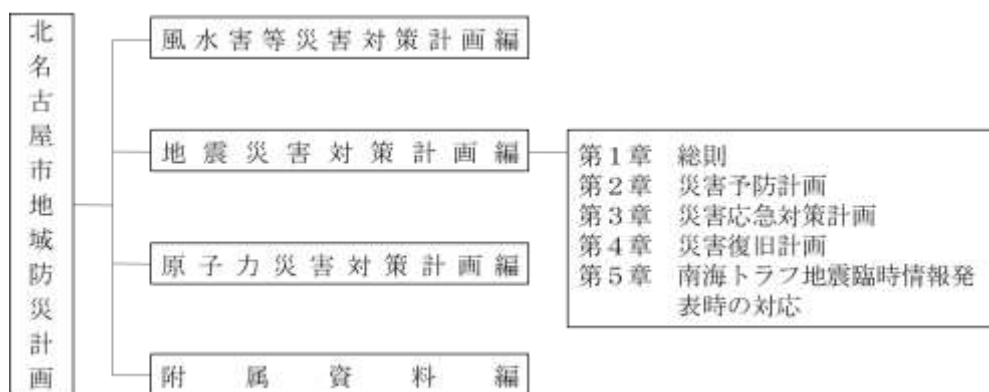 北名古屋市地域防災計画
風水害等災害対策計画編
地震災害対策計画編
第１章　総則
第２章　災害予防計画
第３章　災害応急対策計画
第４章　災害復旧計画
第５章　南海トラフ地震臨時情報発
表時の対応
原子力災害対策計画編
附属資料編